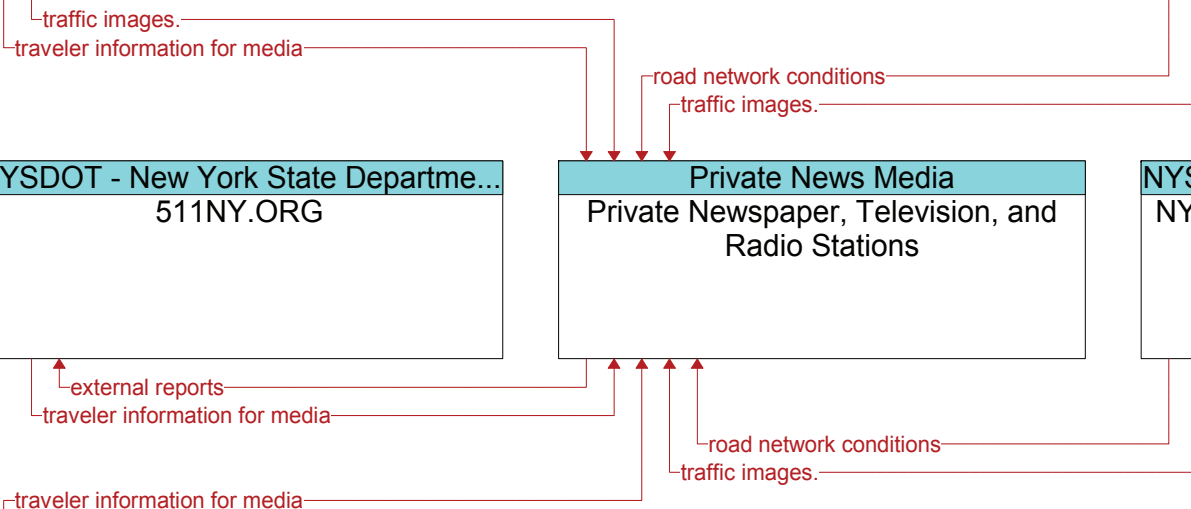 traffic images.
traveler information for media
road network conditions
traffic images.
YSDOT - New York State Departme...
511NY.ORG
Private News Media
Private Newspaper, Television, and
Radio Stations
NYS
NY
external reports
traveler information for media
road network conditions
traffic images.
traveler information for media